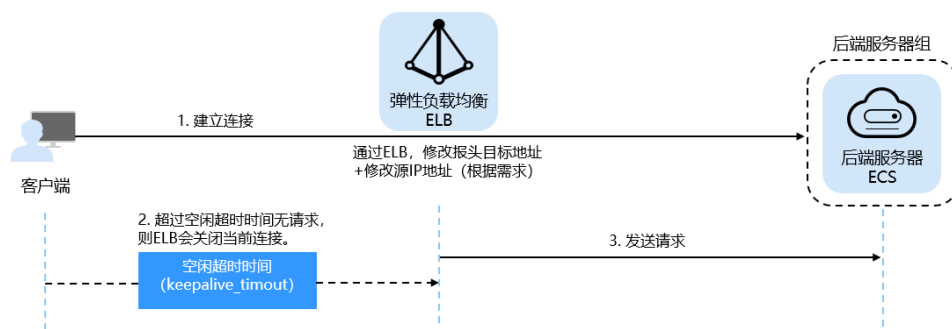 后端服务器组
弹性负载均衡
ELB
1. 建立连接
通过ELB，修改报头目标地址
+修改源IP地址（根据需求）
后端服务器
ECS
客户端
2. 超过空闲超时时间无请求，
则ELB会关闭当前连接。
3. 发送请求
空闲超时时间
（keepalive_timout）